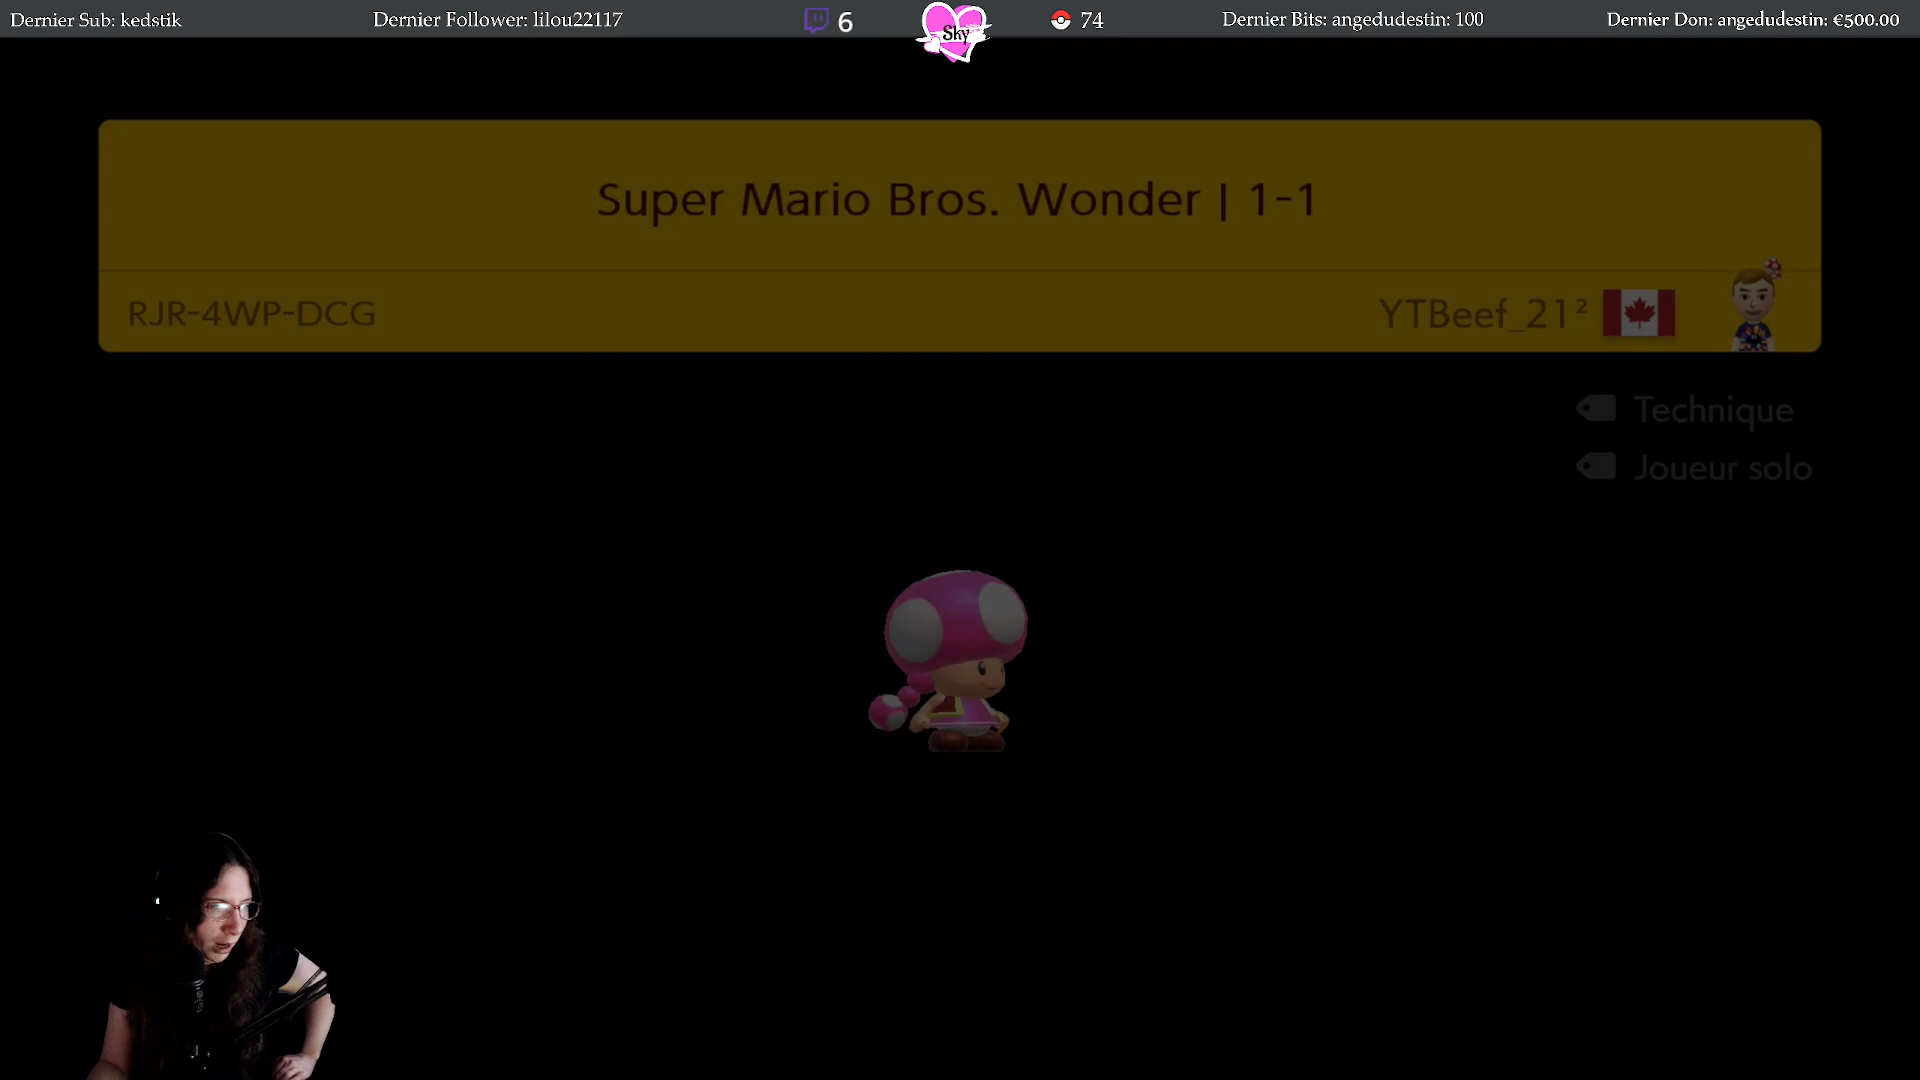 Dernier Sub: kedstik
Dernier Follower: lilou22117
6
Sky
74
Dernier Bits: angedudestin: 100
Dernier Don: angedudestin: €500.00
Super Mario Bros. Wonder | 1-1
RJR-4WP-DCG
YTBeef_21²
Technique
Joueur solo